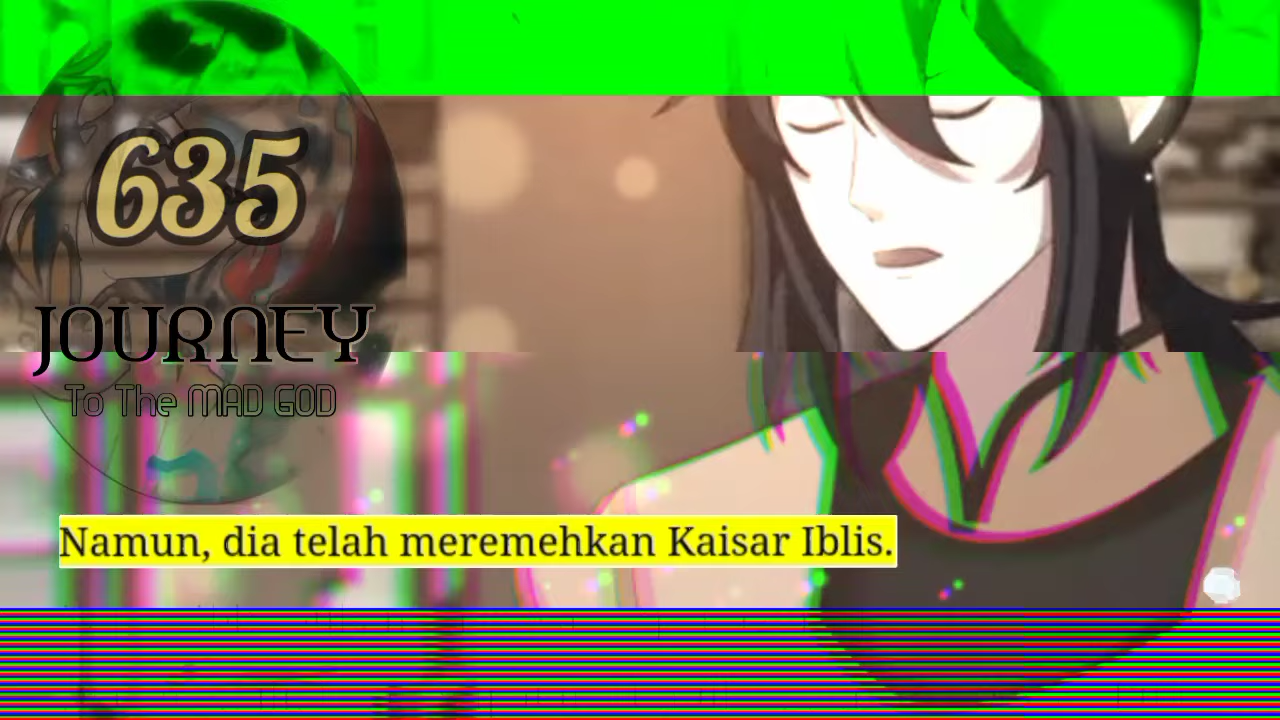 635
JOURNEY
To The MAD GOD
Namun, dia telah meremehkan Kaisar Iblis.